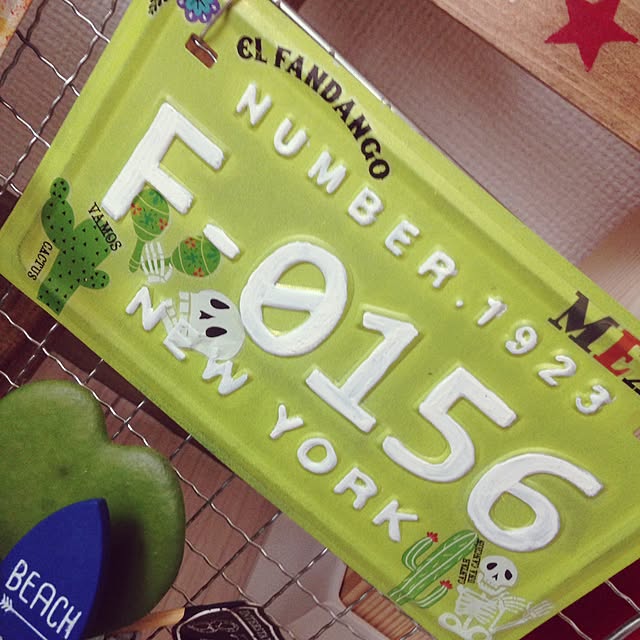 EL FANDANGO
NUMBER.1923
F-0156
NEW YORK
VAMOS
CACTUS
BEACH